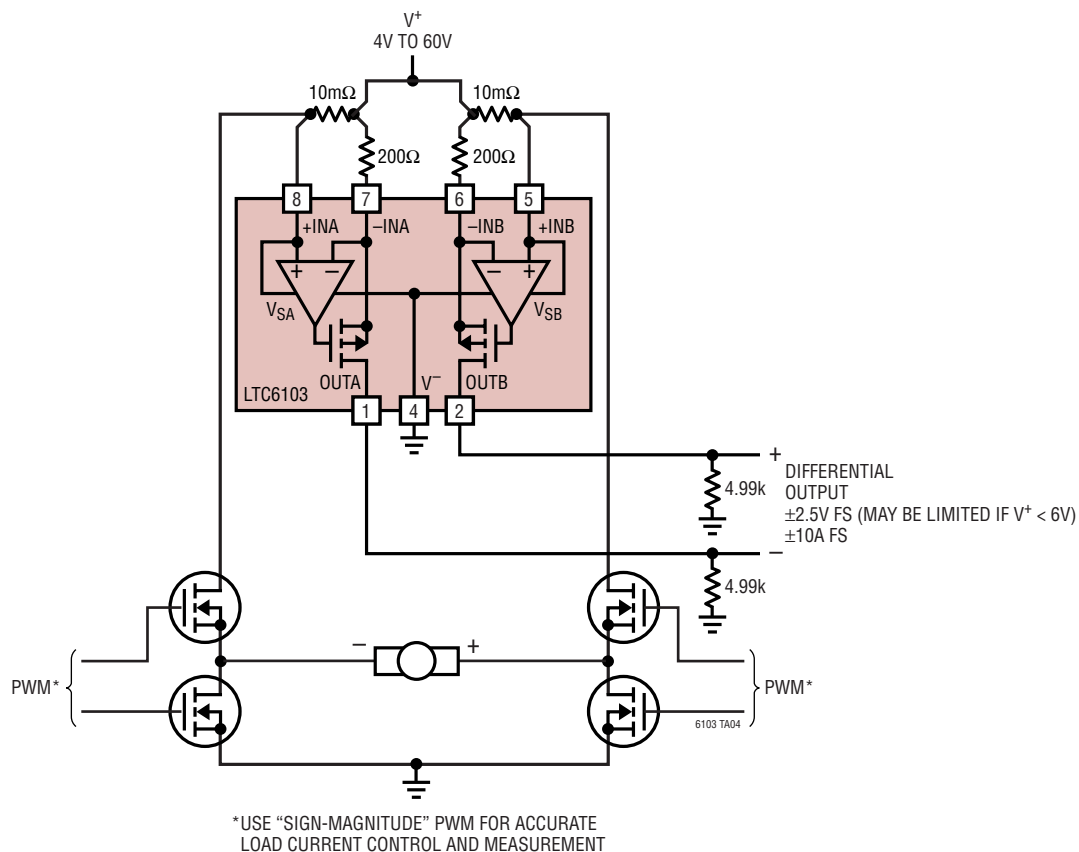 V+
4V TO 60V
10mΩ
10mΩ
200Ω
200Ω
8
7
6
5
+INA
–INA
–INB
+INB
+
–
–
+
VSA
VSB
OUTA
V–
OUTB
LTC6103
1
4
2
+
4.99k
DIFFERENTIAL
OUTPUT
±2.5V FS (MAY BE LIMITED IF V+ < 6V)
±10A FS
–
4.99k
–
+
PWM*
PWM*
6103 TA04
*USE “SIGN-MAGNITUDE” PWM FOR ACCURATE
LOAD CURRENT CONTROL AND MEASUREMENT